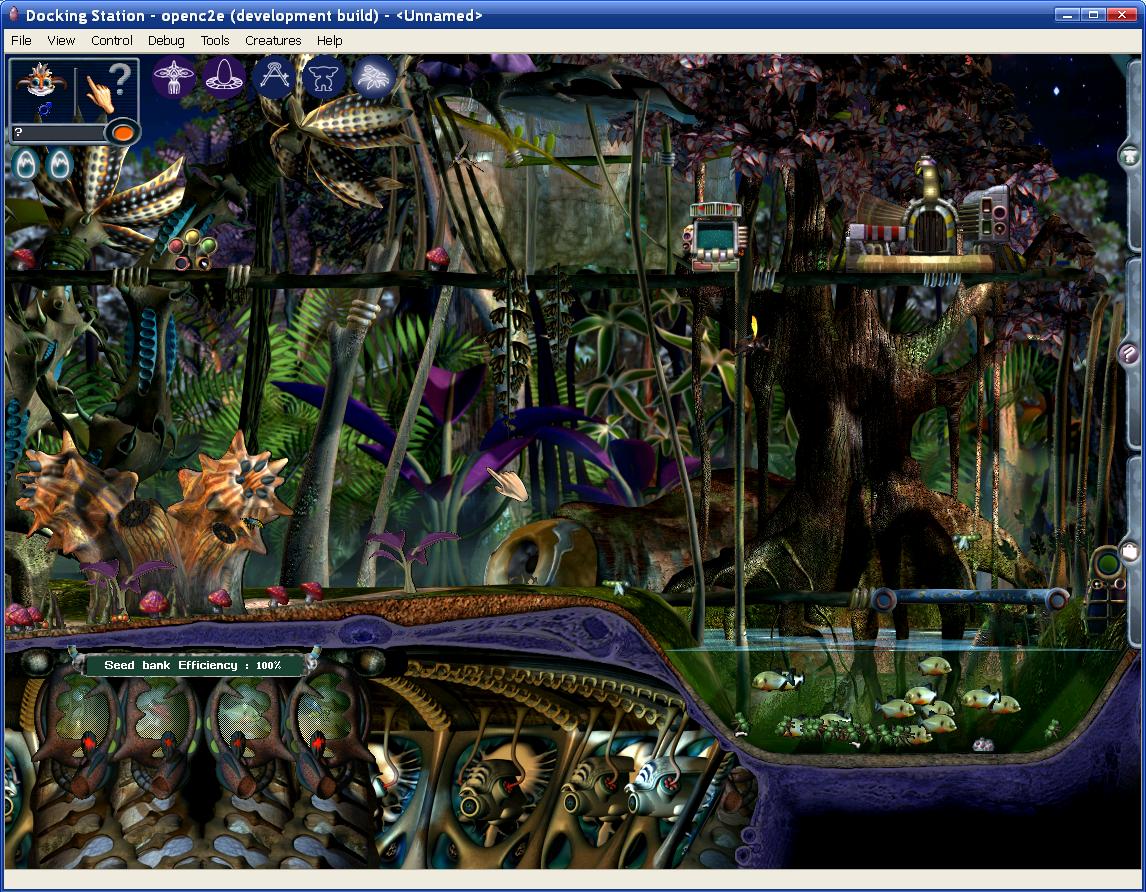 Docking Station - openc2e (development build) - <Unnamed>
File View Control Debug Tools Creatures Help
?
?
Seed bank Efficiency : 100%